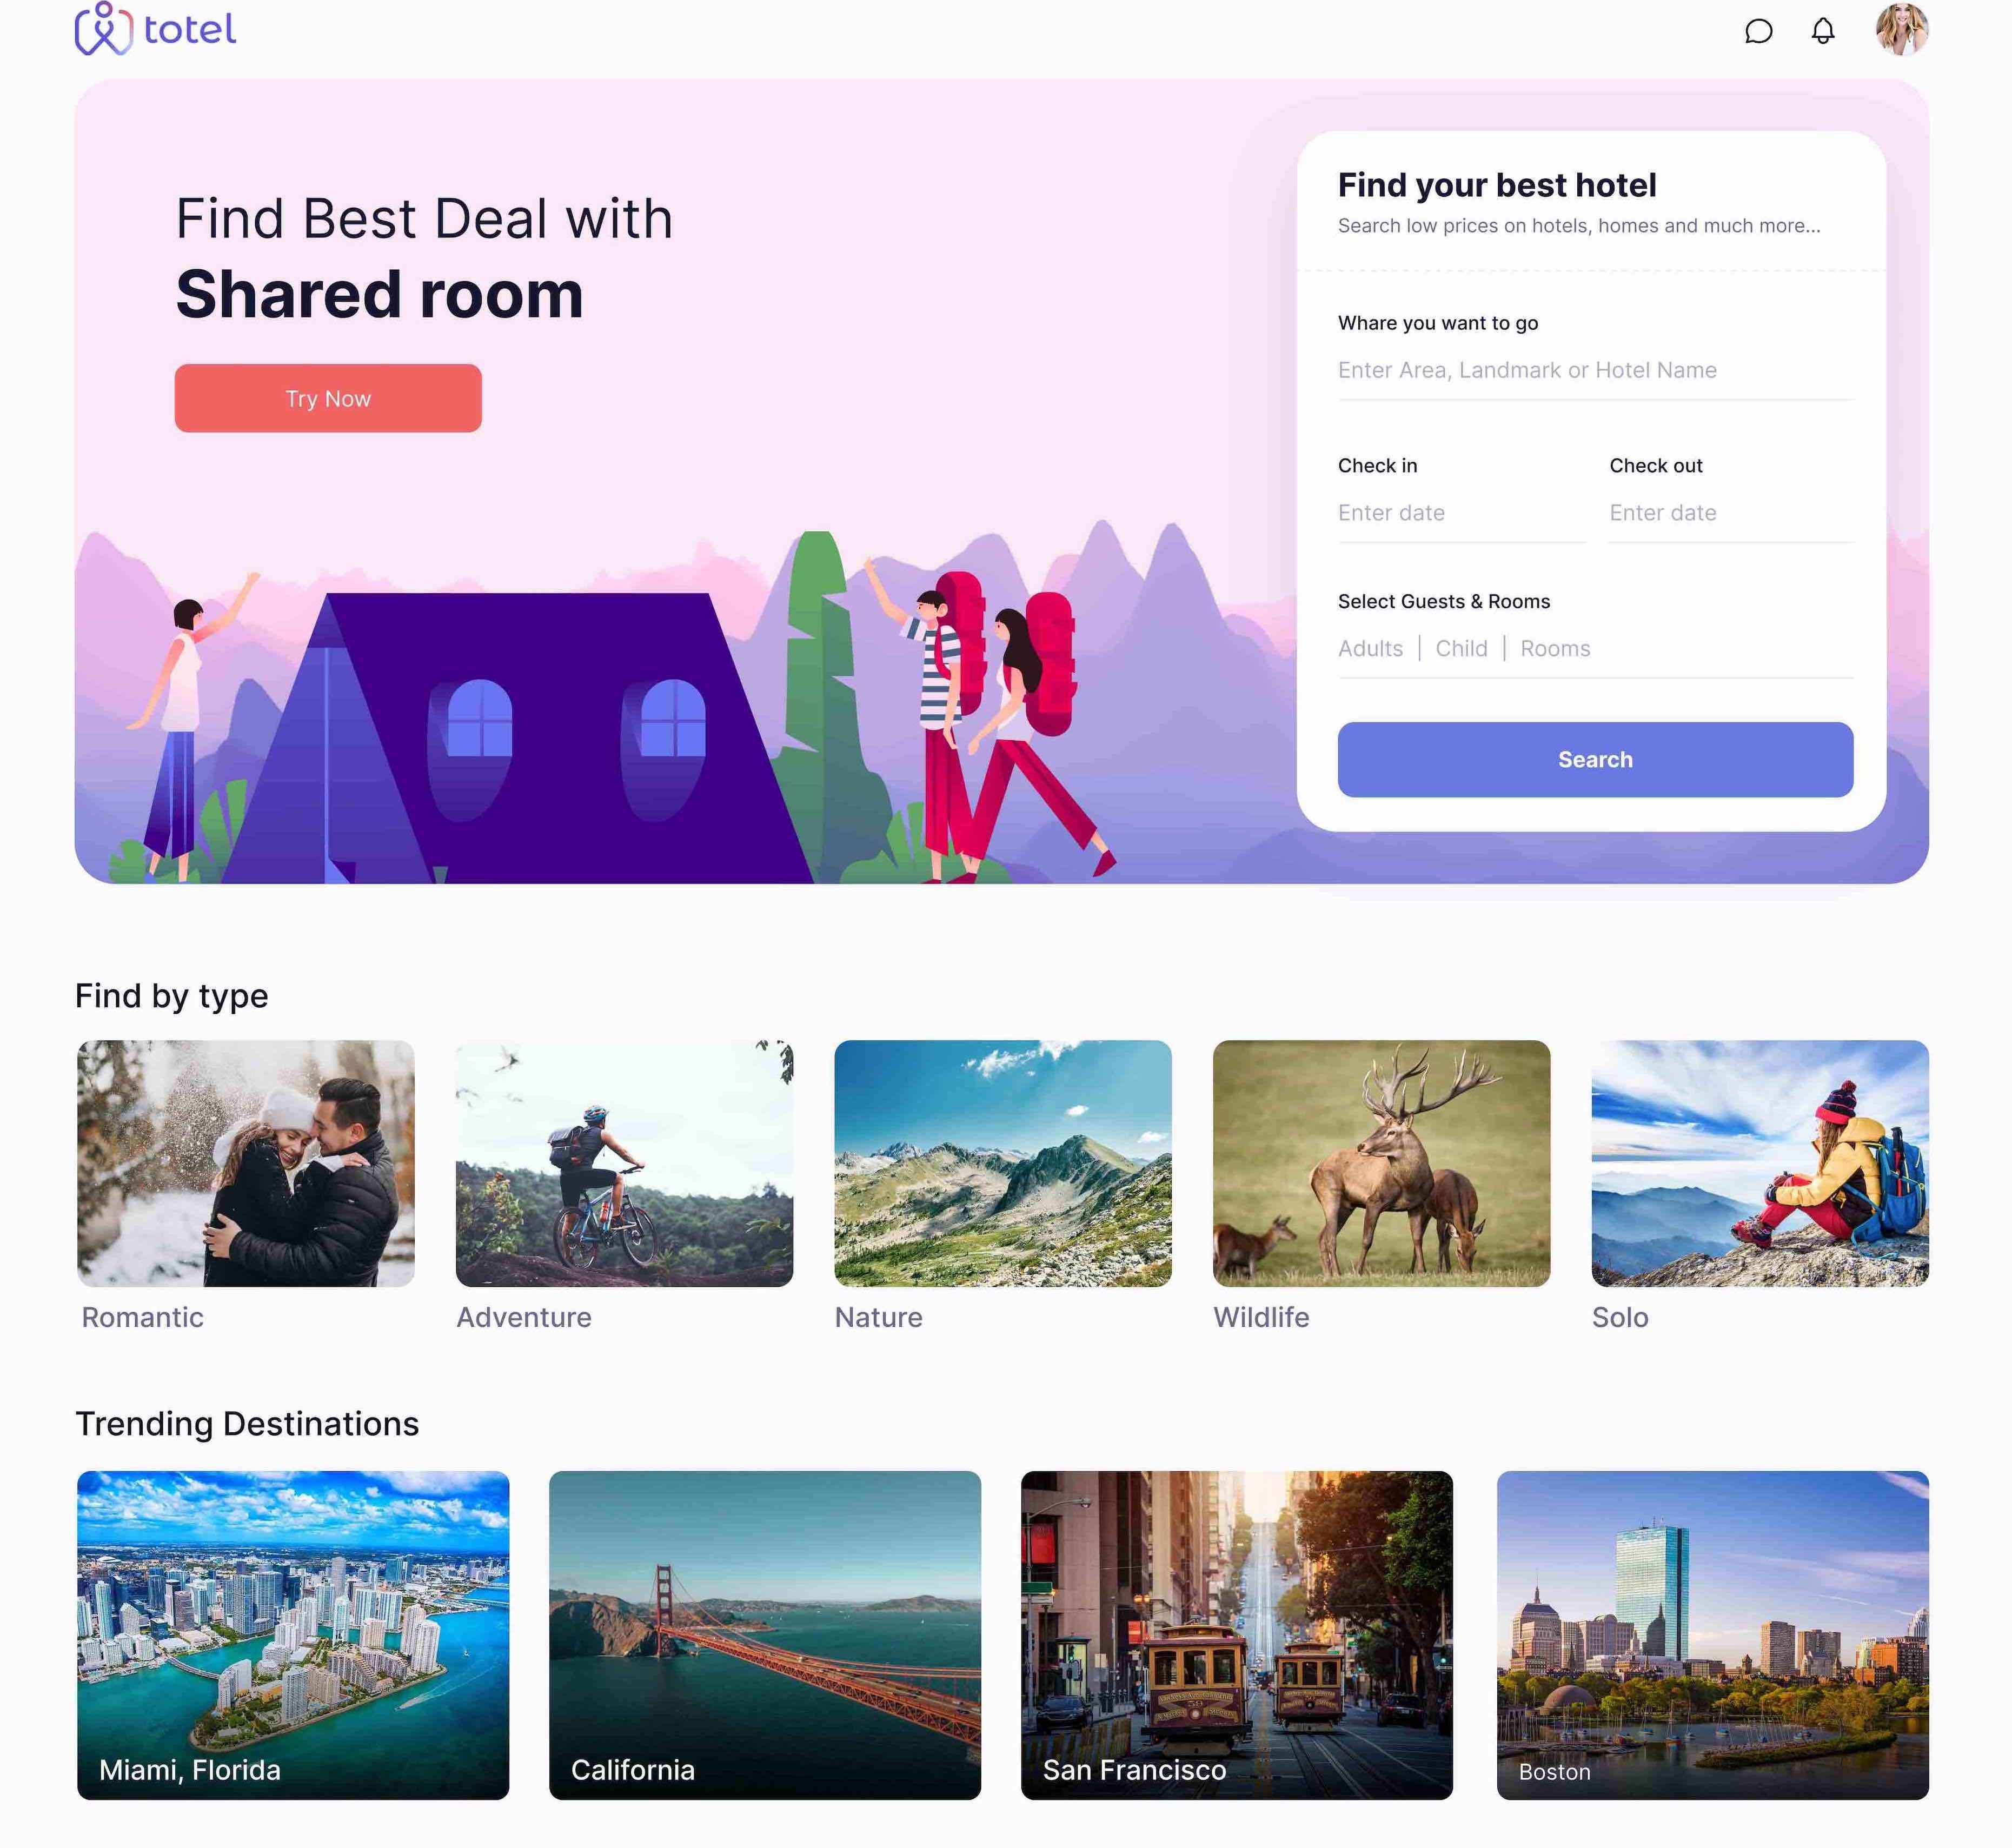 totel
Find Best Deal with
Shared room
Try Now
Find your best hotel
Search low prices on hotels, homes and much more...
Whare you want to go
Enter Area, Landmark or Hotel Name
Check in
Check out
Enter date
Enter date
Select Guests & Rooms
Adults | Child | Rooms
Search
Find by type
Romantic
Adventure
Nature
Wildlife
Solo
Trending Destinations
Miami, Florida
California
59
San Francisco
Boston